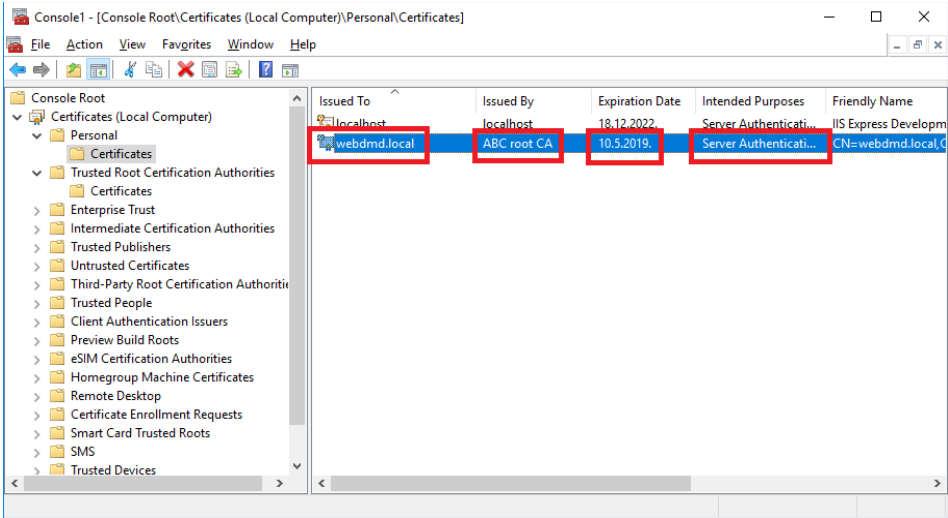 Console1 - [Console Root\Certificates (Local Computer)\Personal\Certificates]
File Action View Favorites Window Help
Console Root
Certificates (Local Computer)
Personal
Certificates
Trusted Root Certification Authorities
Certificates
Enterprise Trust
Intermediate Certification Authorities
Trusted Publishers
Untrusted Certificates
Third-Party Root Certification Authoritie
Trusted People
Client Authentication Issuers
Preview Build Roots
eSIM Certification Authorities
Homegroup Machine Certificates
Remote Desktop
Certificate Enrollment Requests
Smart Card Trusted Roots
SMS
Trusted Devices
Issued To Issued By Expiration Date Intended Purposes Friendly Name
localhost localhost 18.12.2022. Server Authenticati... IIS Express Developm
webdmd.local ABC root CA 10.5.2019. Server Authenticati... CN=webdmd.local,C